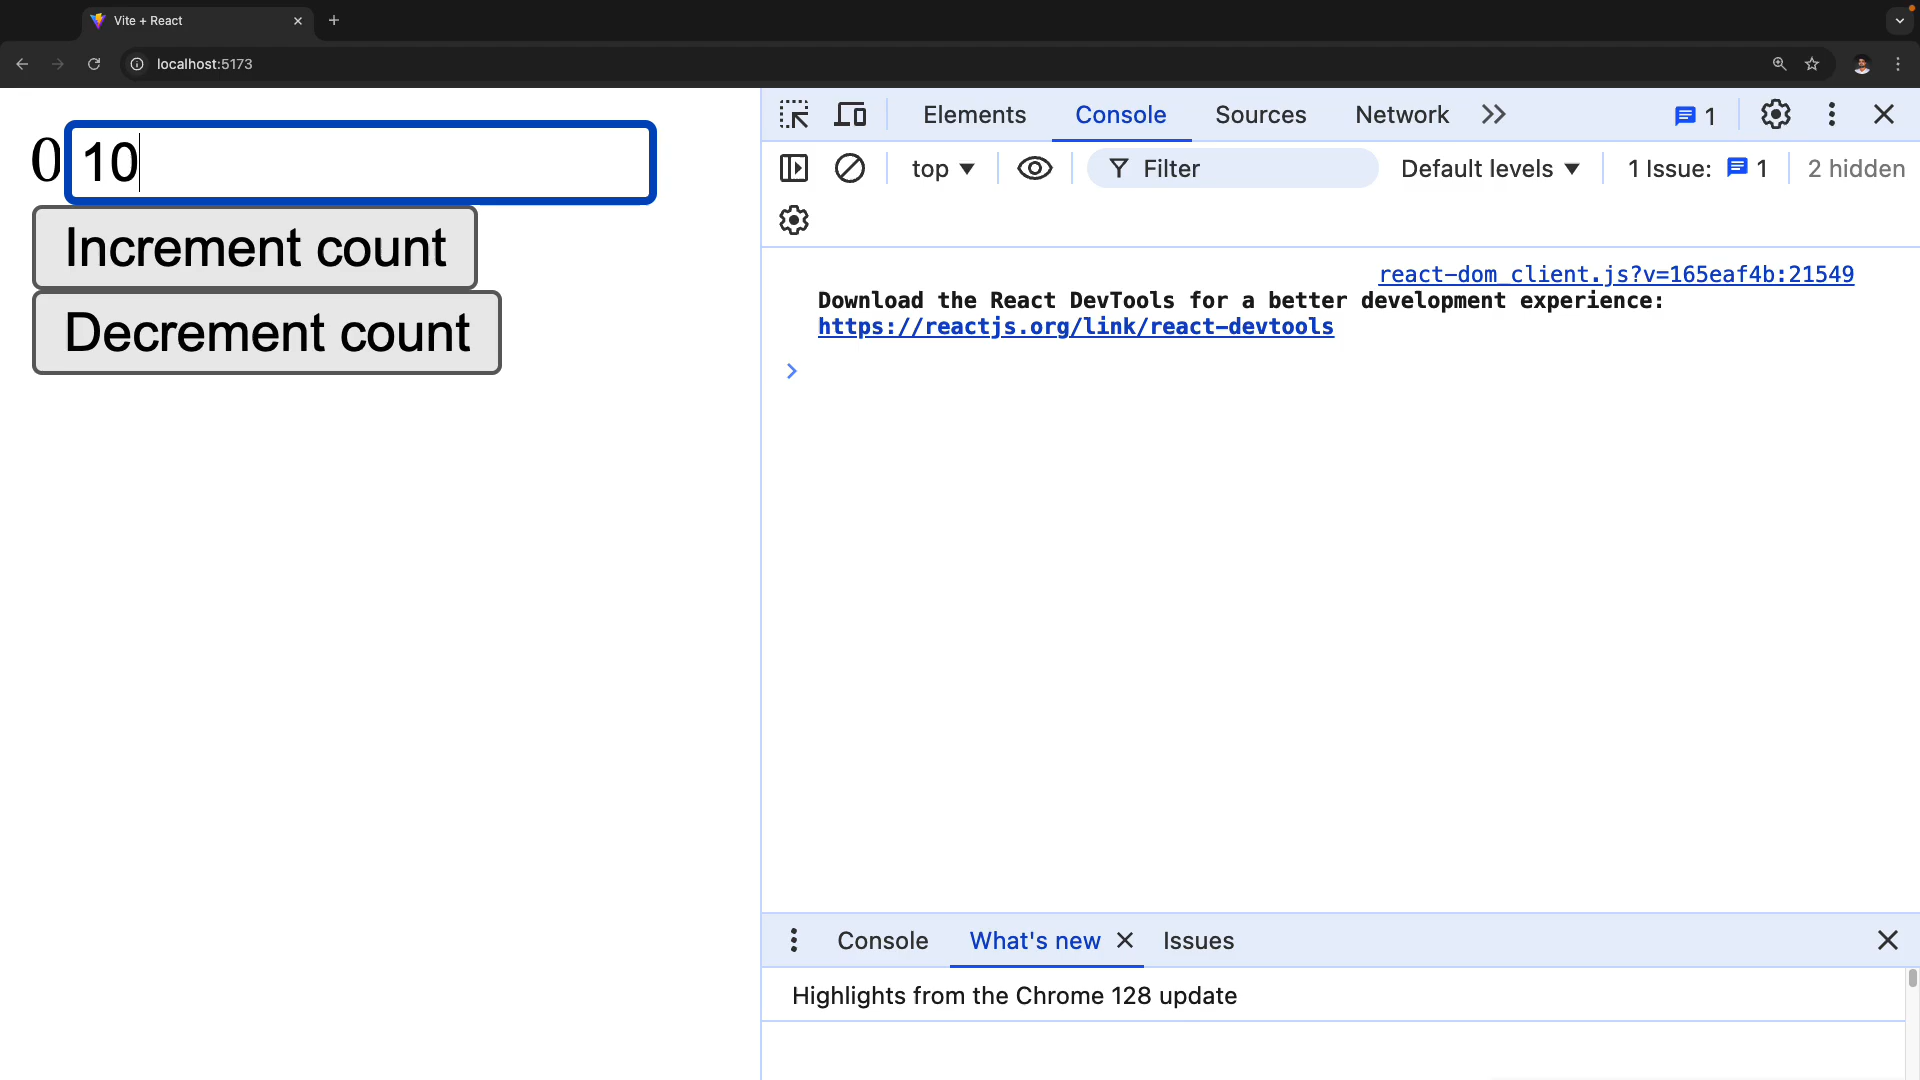 Vite + React
localhost:5173
0 10
Increment count
Decrement count
Elements Console Sources Network 1
top Filter Default levels 1 Issue: 1 2 hidden
react-dom_client.js?v=165eaf4b:21549
Download the React DevTools for a better development experience:
https://reactjs.org/link/react-devtools
Console What's new Issues
Highlights from the Chrome 128 update